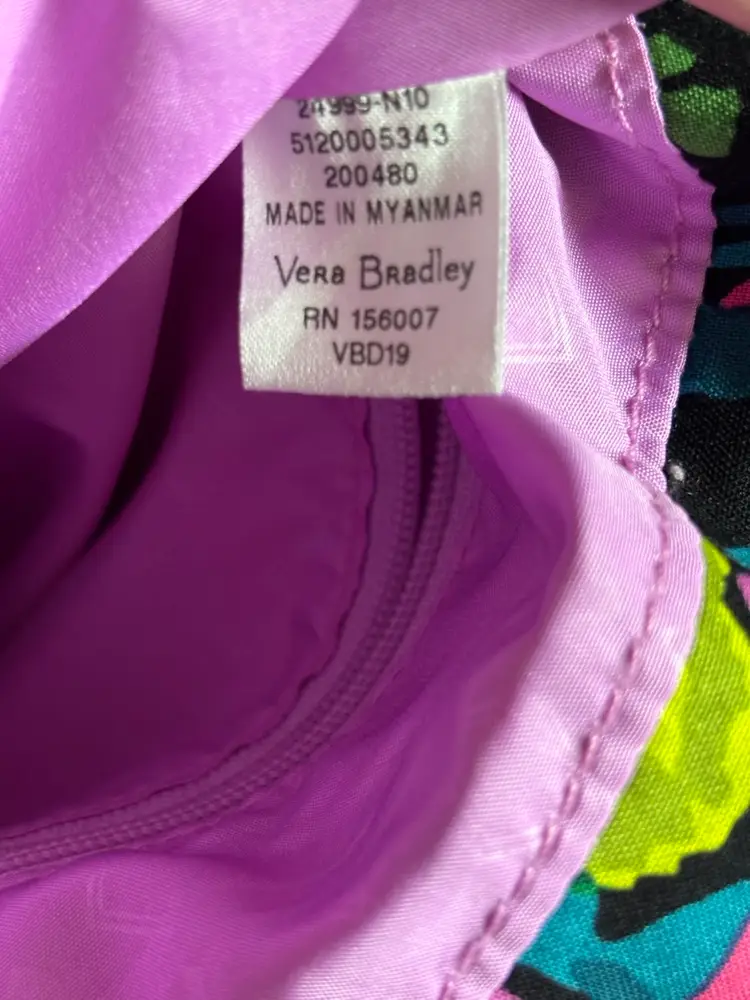 24999-N10
5120005343
200480
MADE IN MYANMAR
Vera Bradley
RN 156007
VBD19